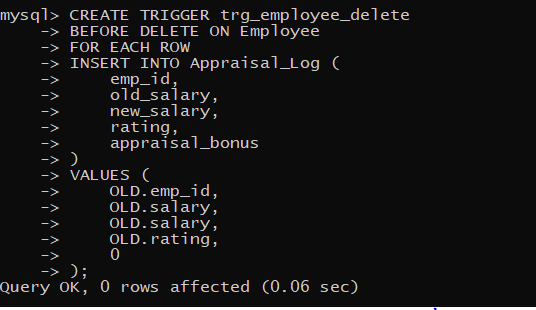 mysql> CREATE TRIGGER trg_employee_delete
    -> BEFORE DELETE ON Employee
    -> FOR EACH ROW
    -> INSERT INTO Appraisal_Log (
    ->     emp_id,
    ->     old_salary,
    ->     new_salary,
    ->     rating,
    ->     appraisal_bonus
    -> )
    -> VALUES (
    ->     OLD.emp_id,
    ->     OLD.salary,
    ->     OLD.salary,
    ->     OLD.rating,
    ->     0
    -> );
Query OK, 0 rows affected (0.06 sec)